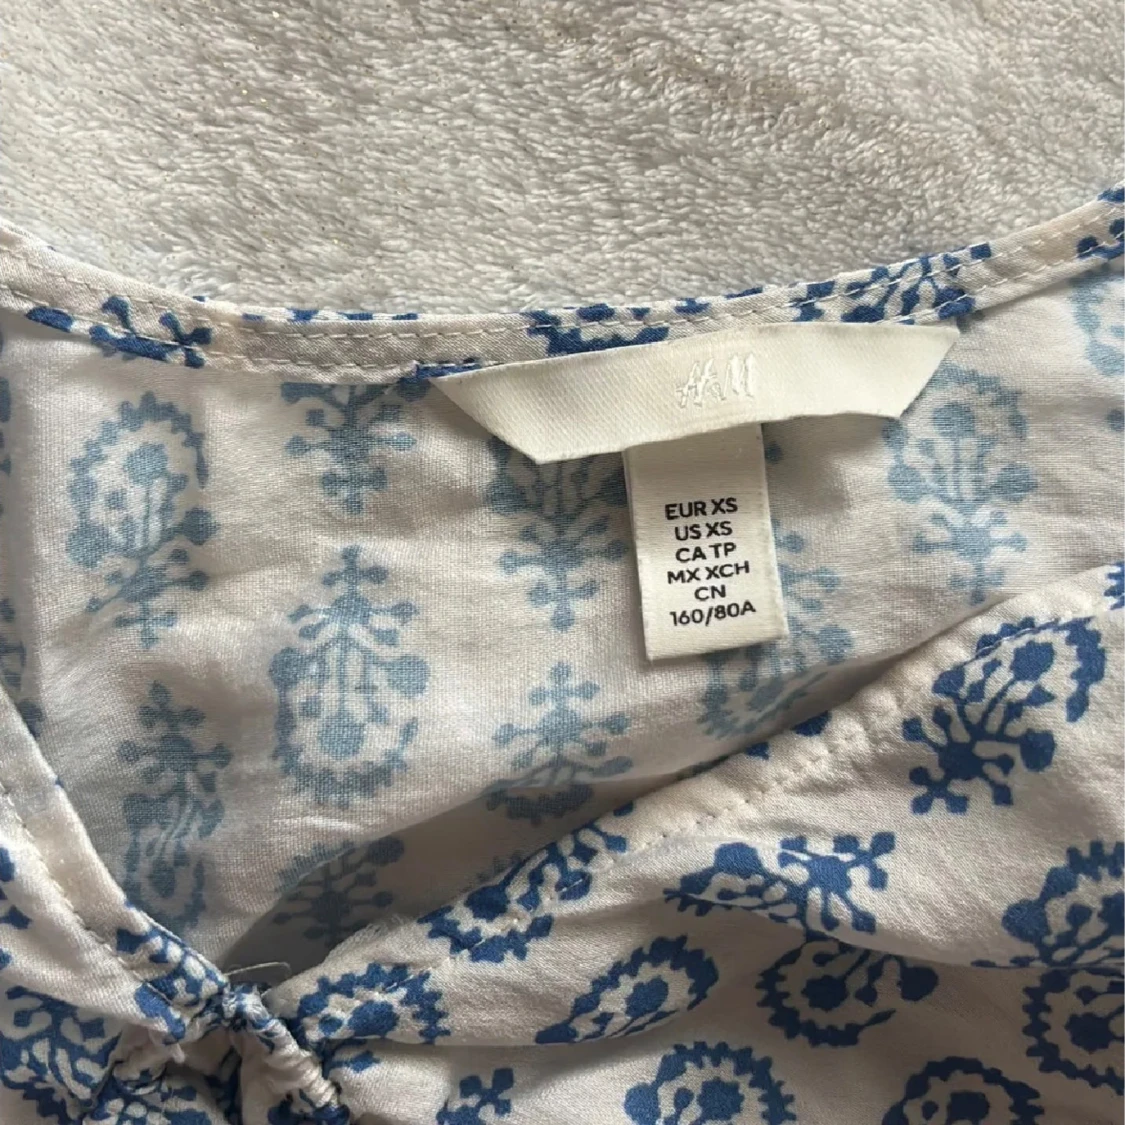 H&M
EUR XS
US XS
CA TP
MX XCH
CN
160/80A